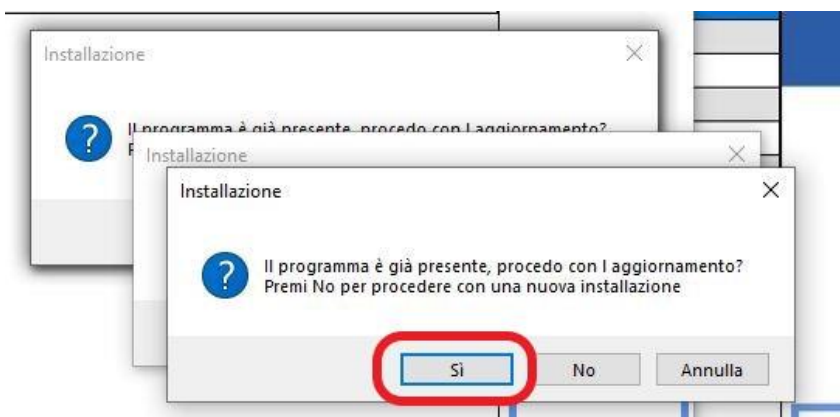 Installazione
Il programma è già presente, procedo con l aggiornamento?
Installazione
Installazione
Il programma è già presente, procedo con l aggiornamento?
Premi No per procedere con una nuova installazione
Sì
No
Annulla